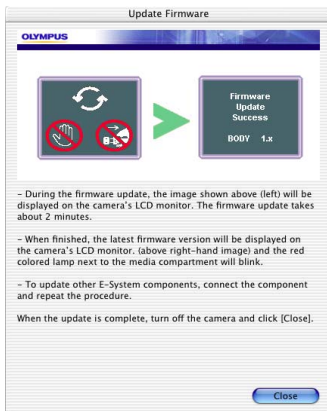 Update Firmware
OLYMPUS
Firmware
Update
Success
BODY 1.x
– During the firmware update, the image shown above (left) will be
displayed on the camera's LCD monitor. The firmware update takes
about 2 minutes.
– When finished, the latest firmware version will be displayed on
the camera's LCD monitor. (above right-hand image) and the red
colored lamp next to the media compartment will blink.
– To update other E-System components, connect the component
and repeat the procedure.
When the update is complete, turn off the camera and click [Close].
Close